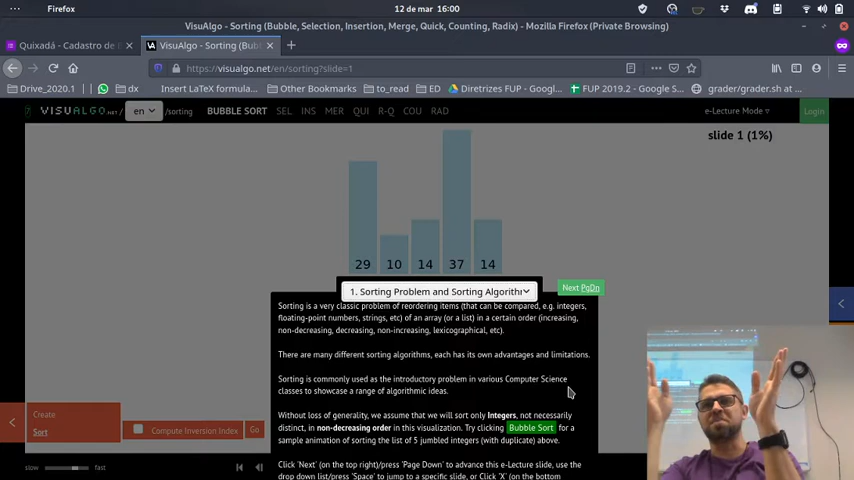 Firefox
12 de mar 16:00
VisuAlgo - Sorting (Bubble, Selection, Insertion, Merge, Quick, Counting, Radix) - Mozilla Firefox (Private Browsing)
Quixadá - Cadastro de
VisuAlgo - Sorting (Bubb
https://visualgo.net/en/sorting?slide=1
Drive_2020.1
dx
Insert LaTeX formula...
Other Bookmarks
to_read
ED
Diretrizes FUP - Googl...
FUP 2019.2 - Google S...
grader/grader.sh at ...
VISUALGO.NET/
en
/sorting
BUBBLE SORT
SEL
INS
MER
QUI
R-Q
COU
RAD
e-Lecture Mode
Login
slide 1 (1%)
29
10
14
37
14
1. Sorting Problem and Sorting Algorith
Next PgDn
Sorting is a very classic problem of reordering items (that can be compared, e.g. integers,
floating-point numbers, strings, etc) of an array (or a list) in a certain order (increasing,
non-decreasing, decreasing, non-increasing, lexicographical, etc).
There are many different sorting algorithms, each has its own advantages and limitations.
Sorting is commonly used as the introductory problem in various Computer Science
classes to showcase a range of algorithmic ideas.
Without loss of generality, we assume that we will sort only Integers, not necessarily
distinct, in non-decreasing order in this visualization. Try clicking Bubble Sort for a
sample animation of sorting the list of 5 jumbled integers (with duplicate) above.
Click 'Next' (on the top right)/press 'Page Down' to advance this e-Lecture slide, use the
drop down list/press 'Space' to jump to a specific slide, or Click 'X' (on the bottom
Create
Sort
Compute Inversion Index
Go
slow
fast